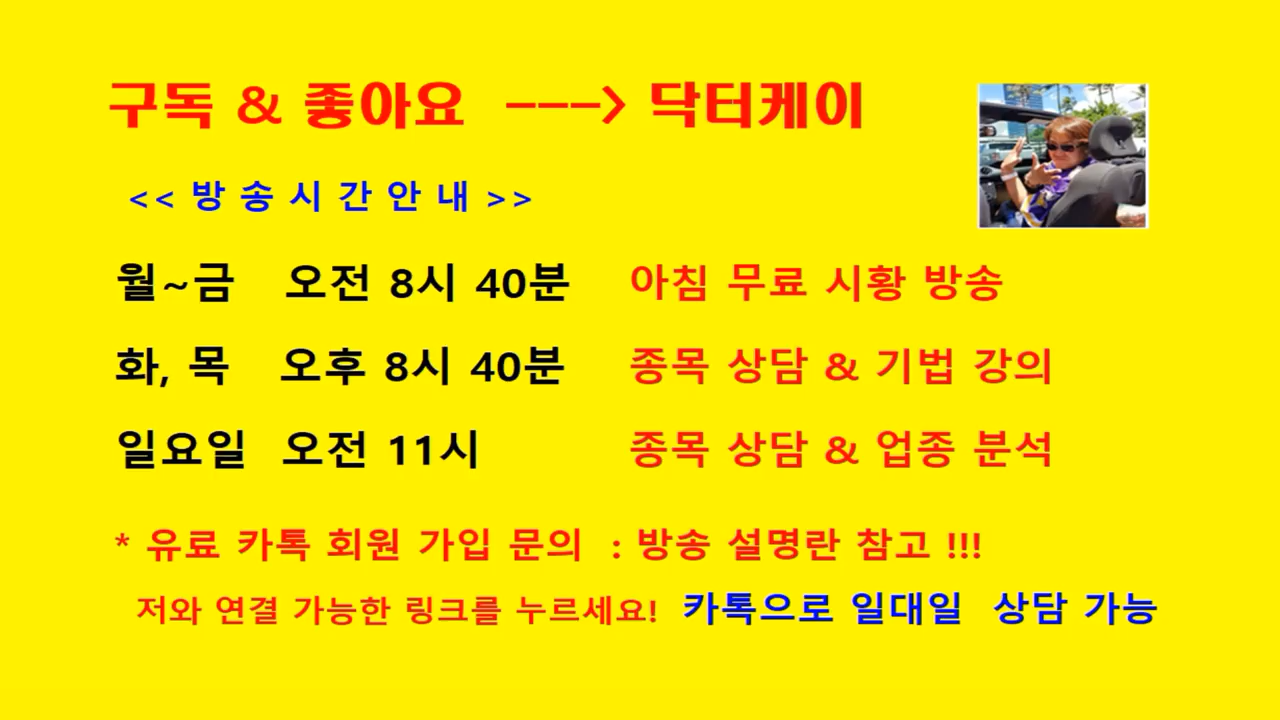 구독 & 좋아요 ---> 닥터케이
<< 방 송 시 간 안 내 >>
월~금 오전 8시 40분 아침 무료 시황 방송
화, 목 오후 8시 40분 종목 상담 & 기법 강의
일요일 오전 11시 종목 상담 & 업종 분석
* 유료 카톡 회원 가입 문의 : 방송 설명란 참고 !!!
저와 연결 가능한 링크를 누르세요! 카톡으로 일대일 상담 가능